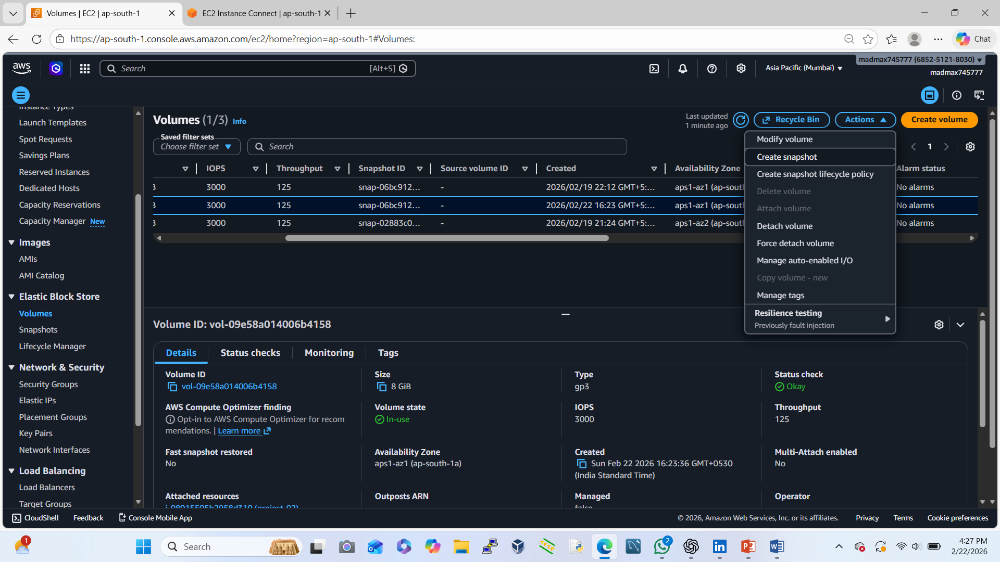 Volumes | EC2 | ap-south-1
EC2 Instance Connect | ap-south-1
https://ap-south-1.console.aws.amazon.com/ec2/home?region=ap-south-1#Volumes:
Chat
aws
Search
[Alt+S]
Asia Pacific (Mumbai)
madmax745777 (6852-5121-8030)
madmax745777
Instance Types
Launch Templates
Spot Requests
Savings Plans
Reserved Instances
Dedicated Hosts
Capacity Reservations
Capacity Manager New
Images
AMIs
AMI Catalog
Elastic Block Store
Volumes
Snapshots
Lifecycle Manager
Network & Security
Security Groups
Elastic IPs
Placement Groups
Key Pairs
Network Interfaces
Load Balancing
Load Balancers
Target Groups
Volumes (1/3) Info
Last updated
1 minute ago
Recycle Bin
Actions
Create volume
Saved filter sets
Choose filter set
Search
1
IOPS Throughput Snapshot ID Source volume ID Created Availability Zone Alarm status
3000 125 snap-06bc912... - 2026/02/19 22:12 GMT+5:... aps1-az1 (ap-south No alarms
3000 125 snap-06bc912... - 2026/02/22 16:23 GMT+5:... aps1-az1 (ap-south No alarms
3000 125 snap-02883c0... - 2026/02/19 21:24 GMT+5:... aps1-az2 (ap-south No alarms
Modify volume
Create snapshot
Create snapshot lifecycle policy
Delete volume
Attach volume
Detach volume
Force detach volume
Manage auto-enabled I/O
Copy volume - new
Manage tags
Resilience testing
Previously fault injection
Volume ID: vol-09e58a014006b4158
Details Status checks Monitoring Tags
Volume ID
vol-09e58a014006b4158
Size
8 GiB
Type
gp3
Status check
Okay
AWS Compute Optimizer finding
Opt-in to AWS Compute Optimizer for recom
mendations. | Learn more
Volume state
In-use
IOPS
3000
Throughput
125
Fast snapshot restored
No
Availability Zone
aps1-az1 (ap-south-1a)
Created
Sun Feb 22 2026 16:23:36 GMT+0530
(India Standard Time)
Multi-Attach enabled
No
Attached resources
Outposts ARN
Managed
false
Operator
CloudShell
Feedback
Console Mobile App
© 2026, Amazon Web Services, Inc. or its affiliates.
Privacy
Terms
Cookie preferences
1
Search
2
4:27 PM
2/22/2026